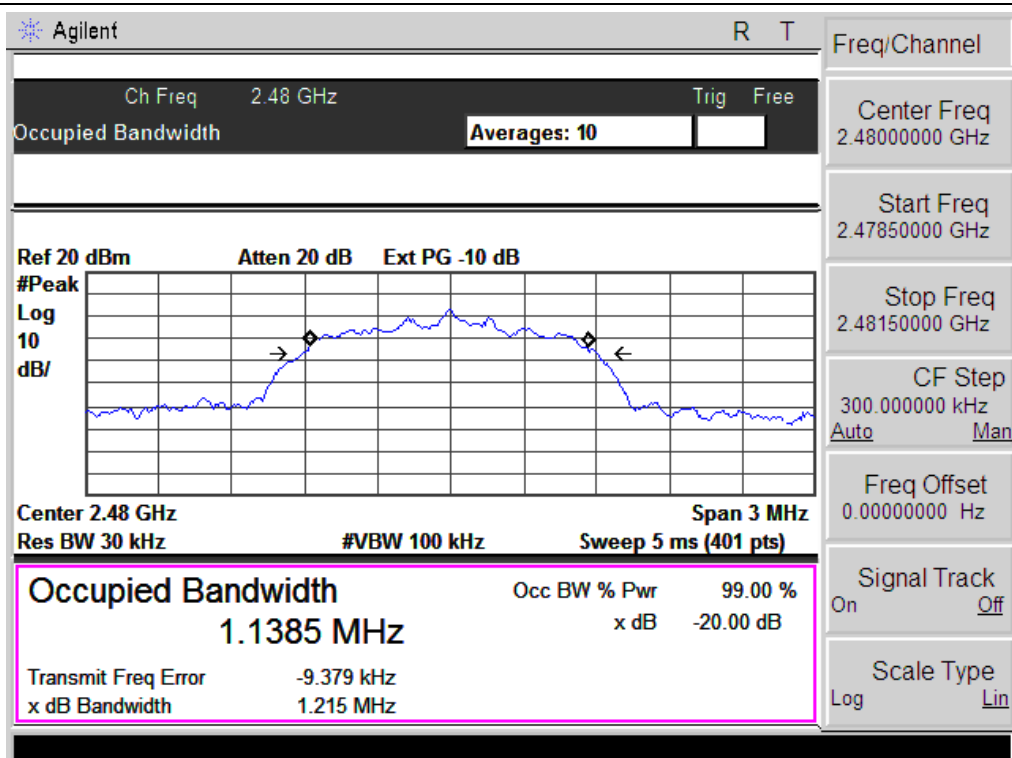 Agilent R T
Ch Freq 2.48 GHz Trig Free
Occupied Bandwidth Averages: 10
Ref 20 dBm Atten 20 dB Ext PG -10 dB
#Peak
Log
10
dB/
Center 2.48 GHz Span 3 MHz
Res BW 30 kHz #VBW 100 kHz Sweep 5 ms (401 pts)
Occupied Bandwidth Occ BW % Pwr 99.00 %
1.1385 MHz x dB -20.00 dB
Transmit Freq Error -9.379 kHz
x dB Bandwidth 1.215 MHz
Freq/Channel
Center Freq
2.48000000 GHz
Start Freq
2.47850000 GHz
Stop Freq
2.48150000 GHz
CF Step
300.000000 kHz
Auto Man
Freq Offset
0.00000000 Hz
Signal Track
On Off
Scale Type
Log Lin